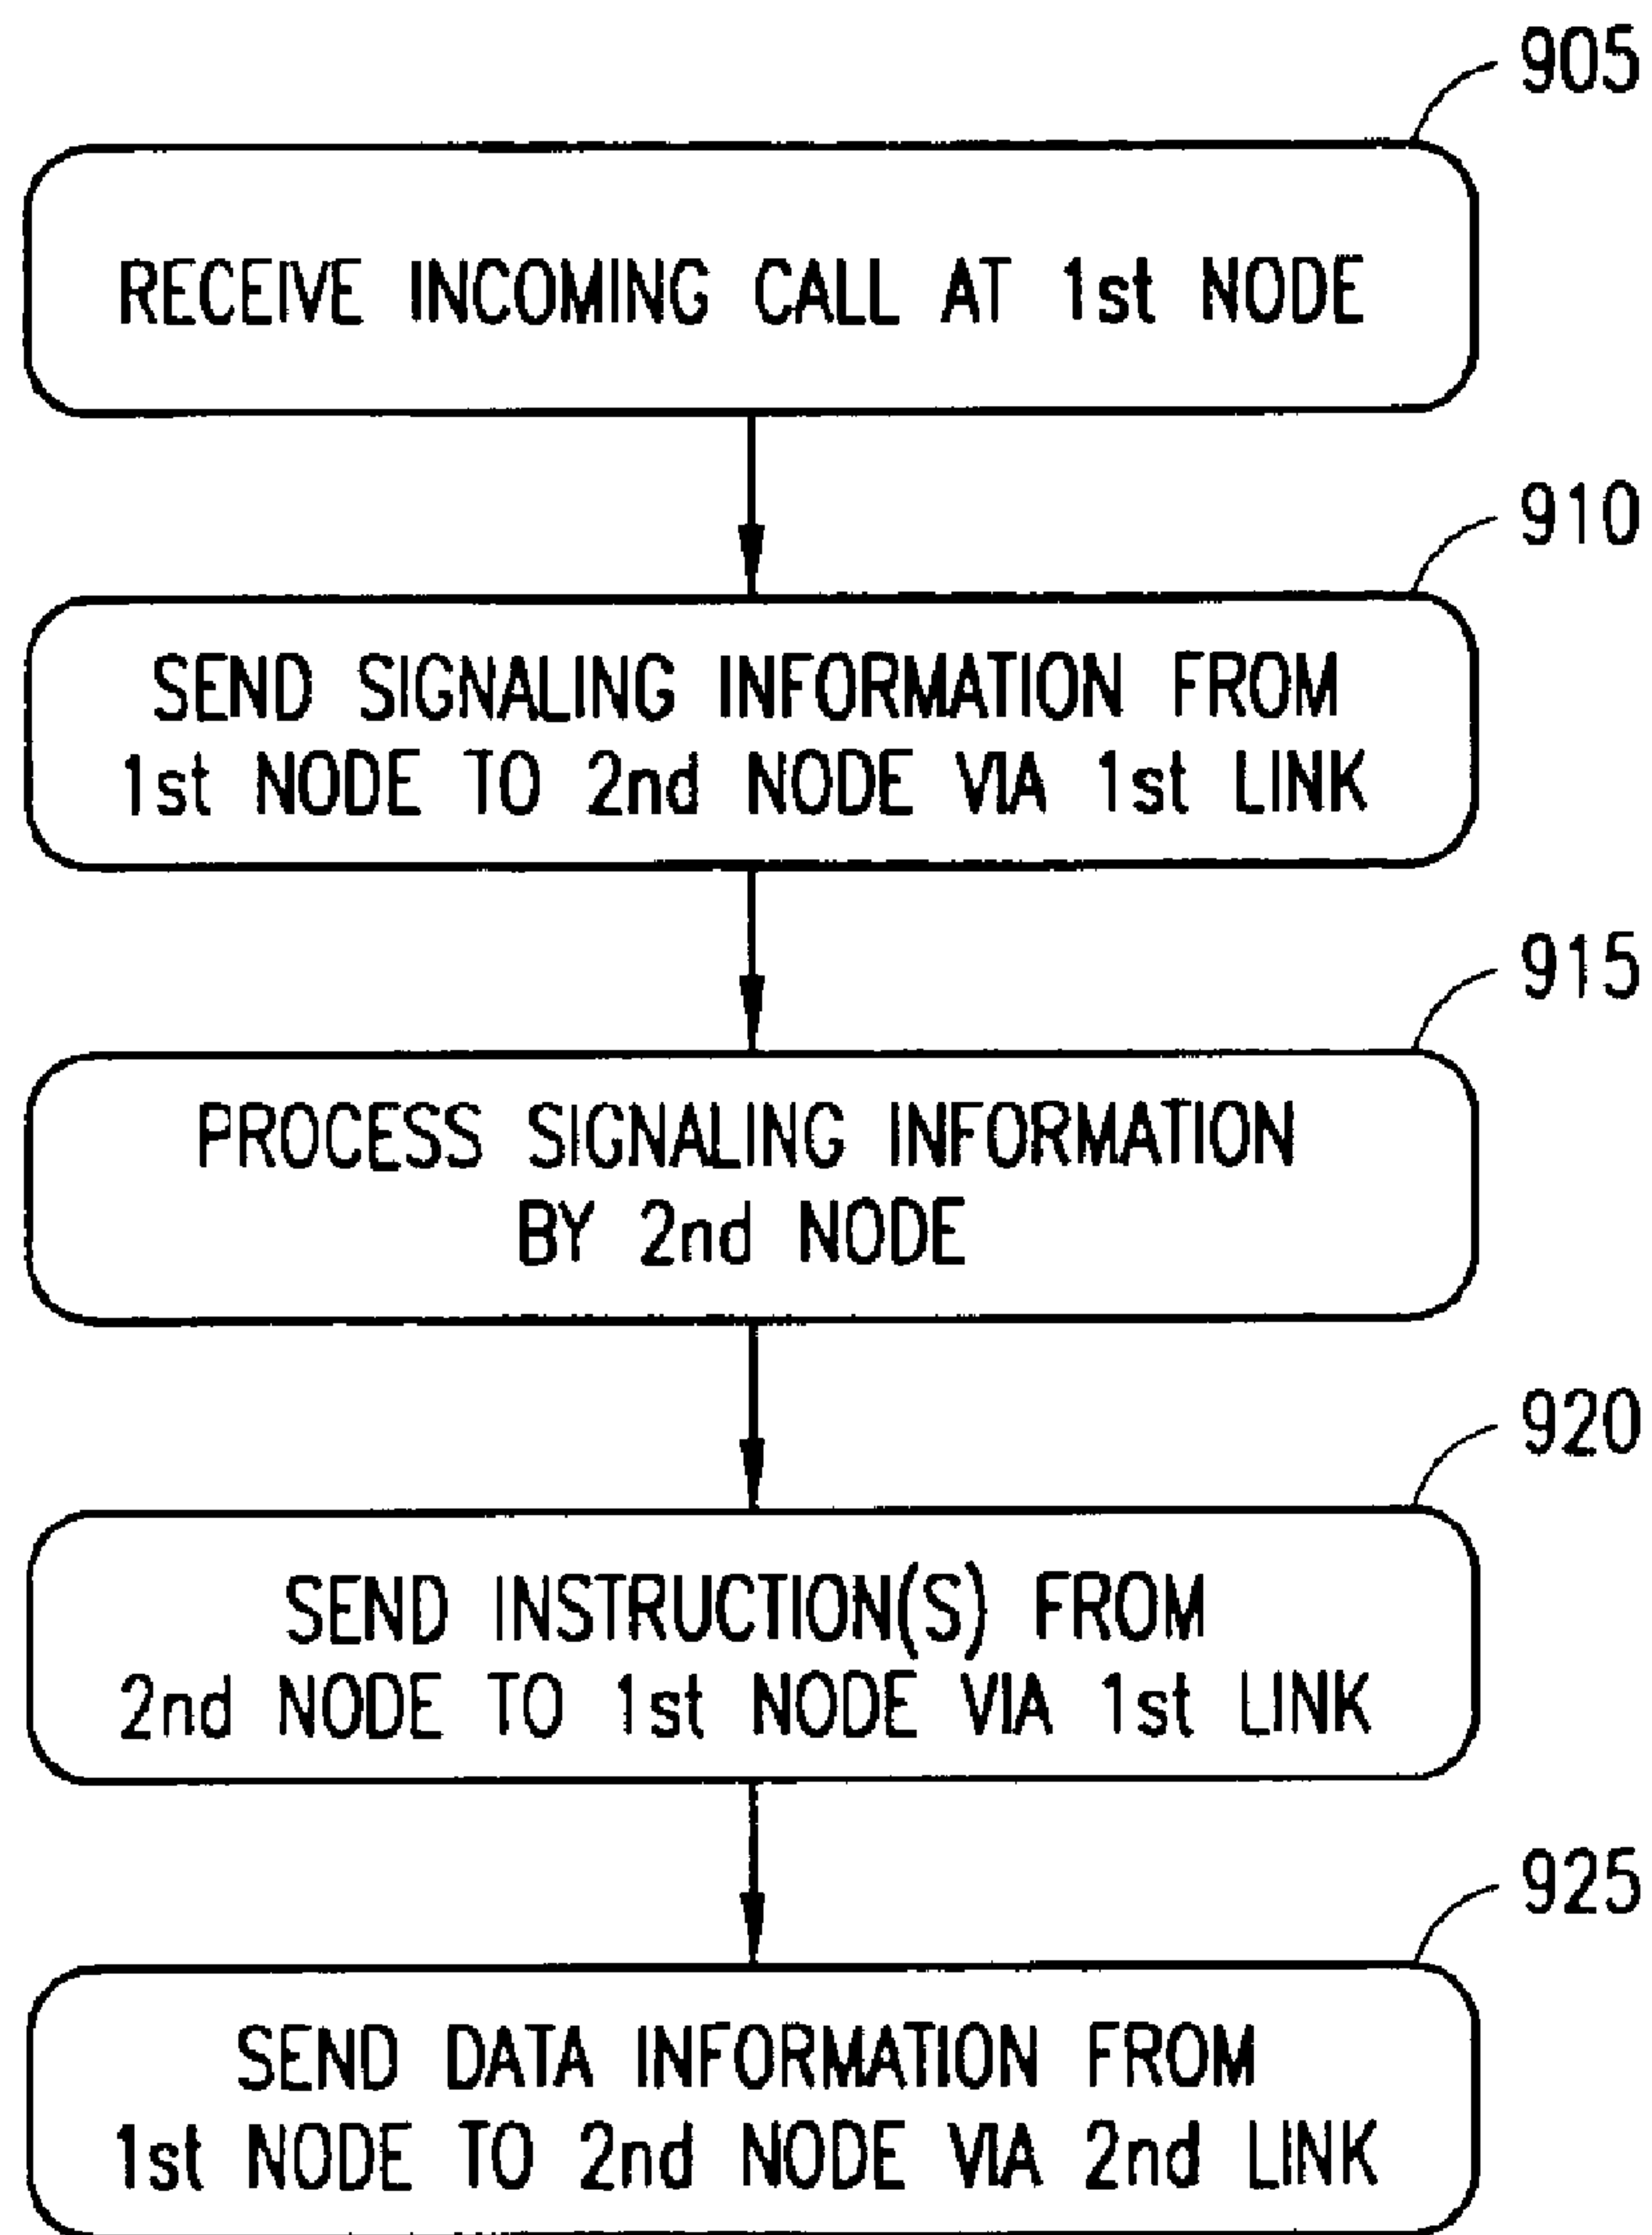 905
RECEIVE INCOMING CALL AT 1st NODE
910
SEND SIGNALING INFORMATION FROM
1st NODE TO 2nd NODE VIA 1st LINK
915
PROCESS SIGNALING INFORMATION
BY 2nd NODE
920
SEND INSTRUCTION(S) FROM
2nd NODE TO 1st NODE VIA 1st LINK
925
SEND DATA INFORMATION FROM
1st NODE TO 2nd NODE VIA 2nd LINK